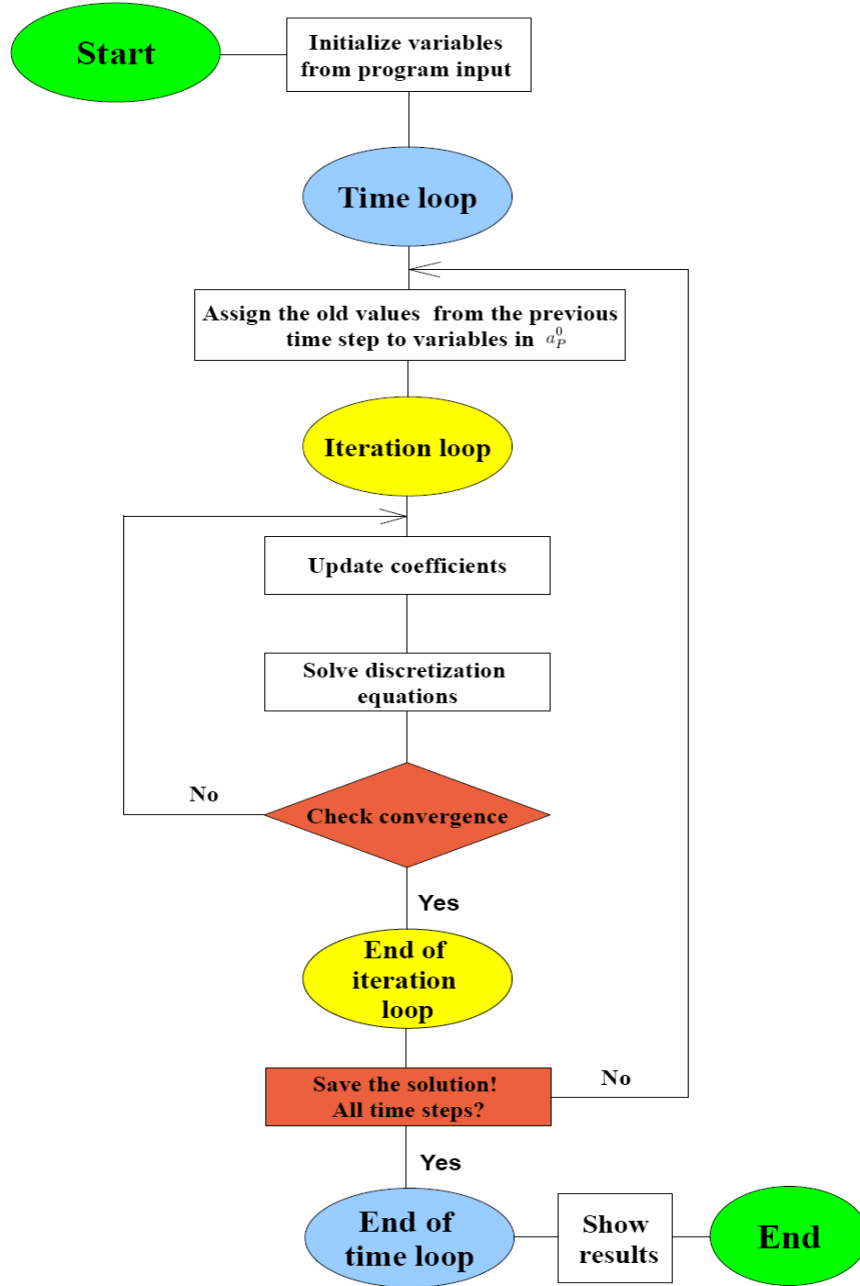 Start
Initialize variables
from program input
Time loop
Assign the old values from the previous
time step to variables in a_P^0
Iteration loop
Update coefficients
Solve discretization
equations
No
Check convergence
Yes
End of
iteration
loop
Save the solution!
All time steps?
No
Yes
End of
time loop
Show
results
End